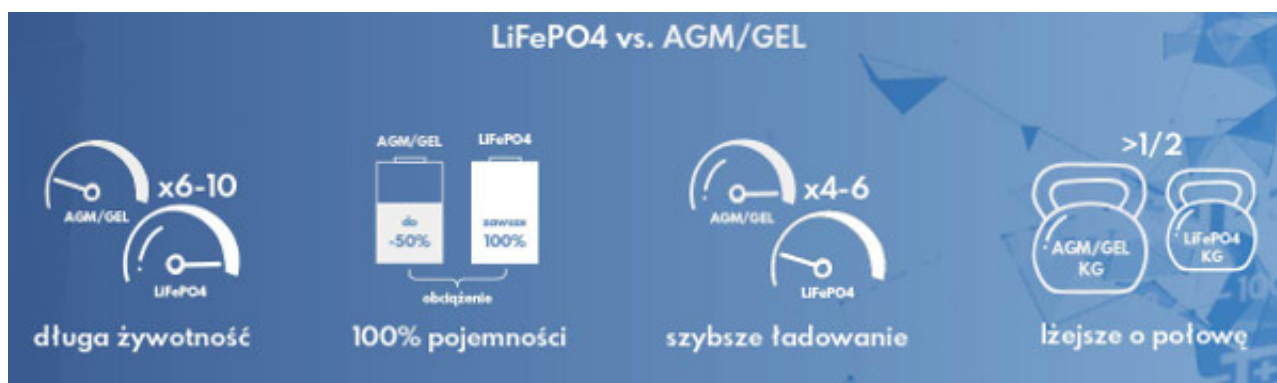 LiFePO4 vs. AGM/GEL
AGM/GEL
x6-10
LiFePO4
długa żywotność
AGM/GEL
LiFePO4
do
-50%
zawsze
100%
obciążenie
100% pojemności
AGM/GEL
x4-6
LiFePO4
szybsze ładowanie
>1/2
AGM/GEL
KG
LiFePO4
KG
lżejsze o połowę